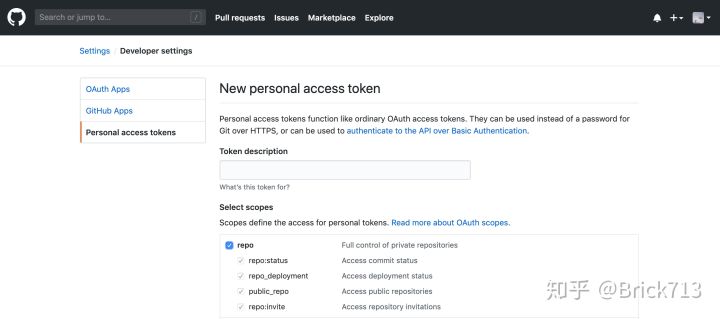 Search or jump to... /
Pull requests Issues Marketplace Explore
Settings / Developer settings
OAuth Apps
GitHub Apps
Personal access tokens
New personal access token
Personal access tokens function like ordinary OAuth access tokens. They can be used instead of a password for
Git over HTTPS, or can be used to authenticate to the API over Basic Authentication.
Token description
What's this token for?
Select scopes
Scopes define the access for personal tokens. Read more about OAuth scopes.
repo Full control of private repositories
repo:status Access commit status
repo_deployment Access deployment status
public_repo Access public repositories
repo:invite Access repository invitations
知乎 @Brick713